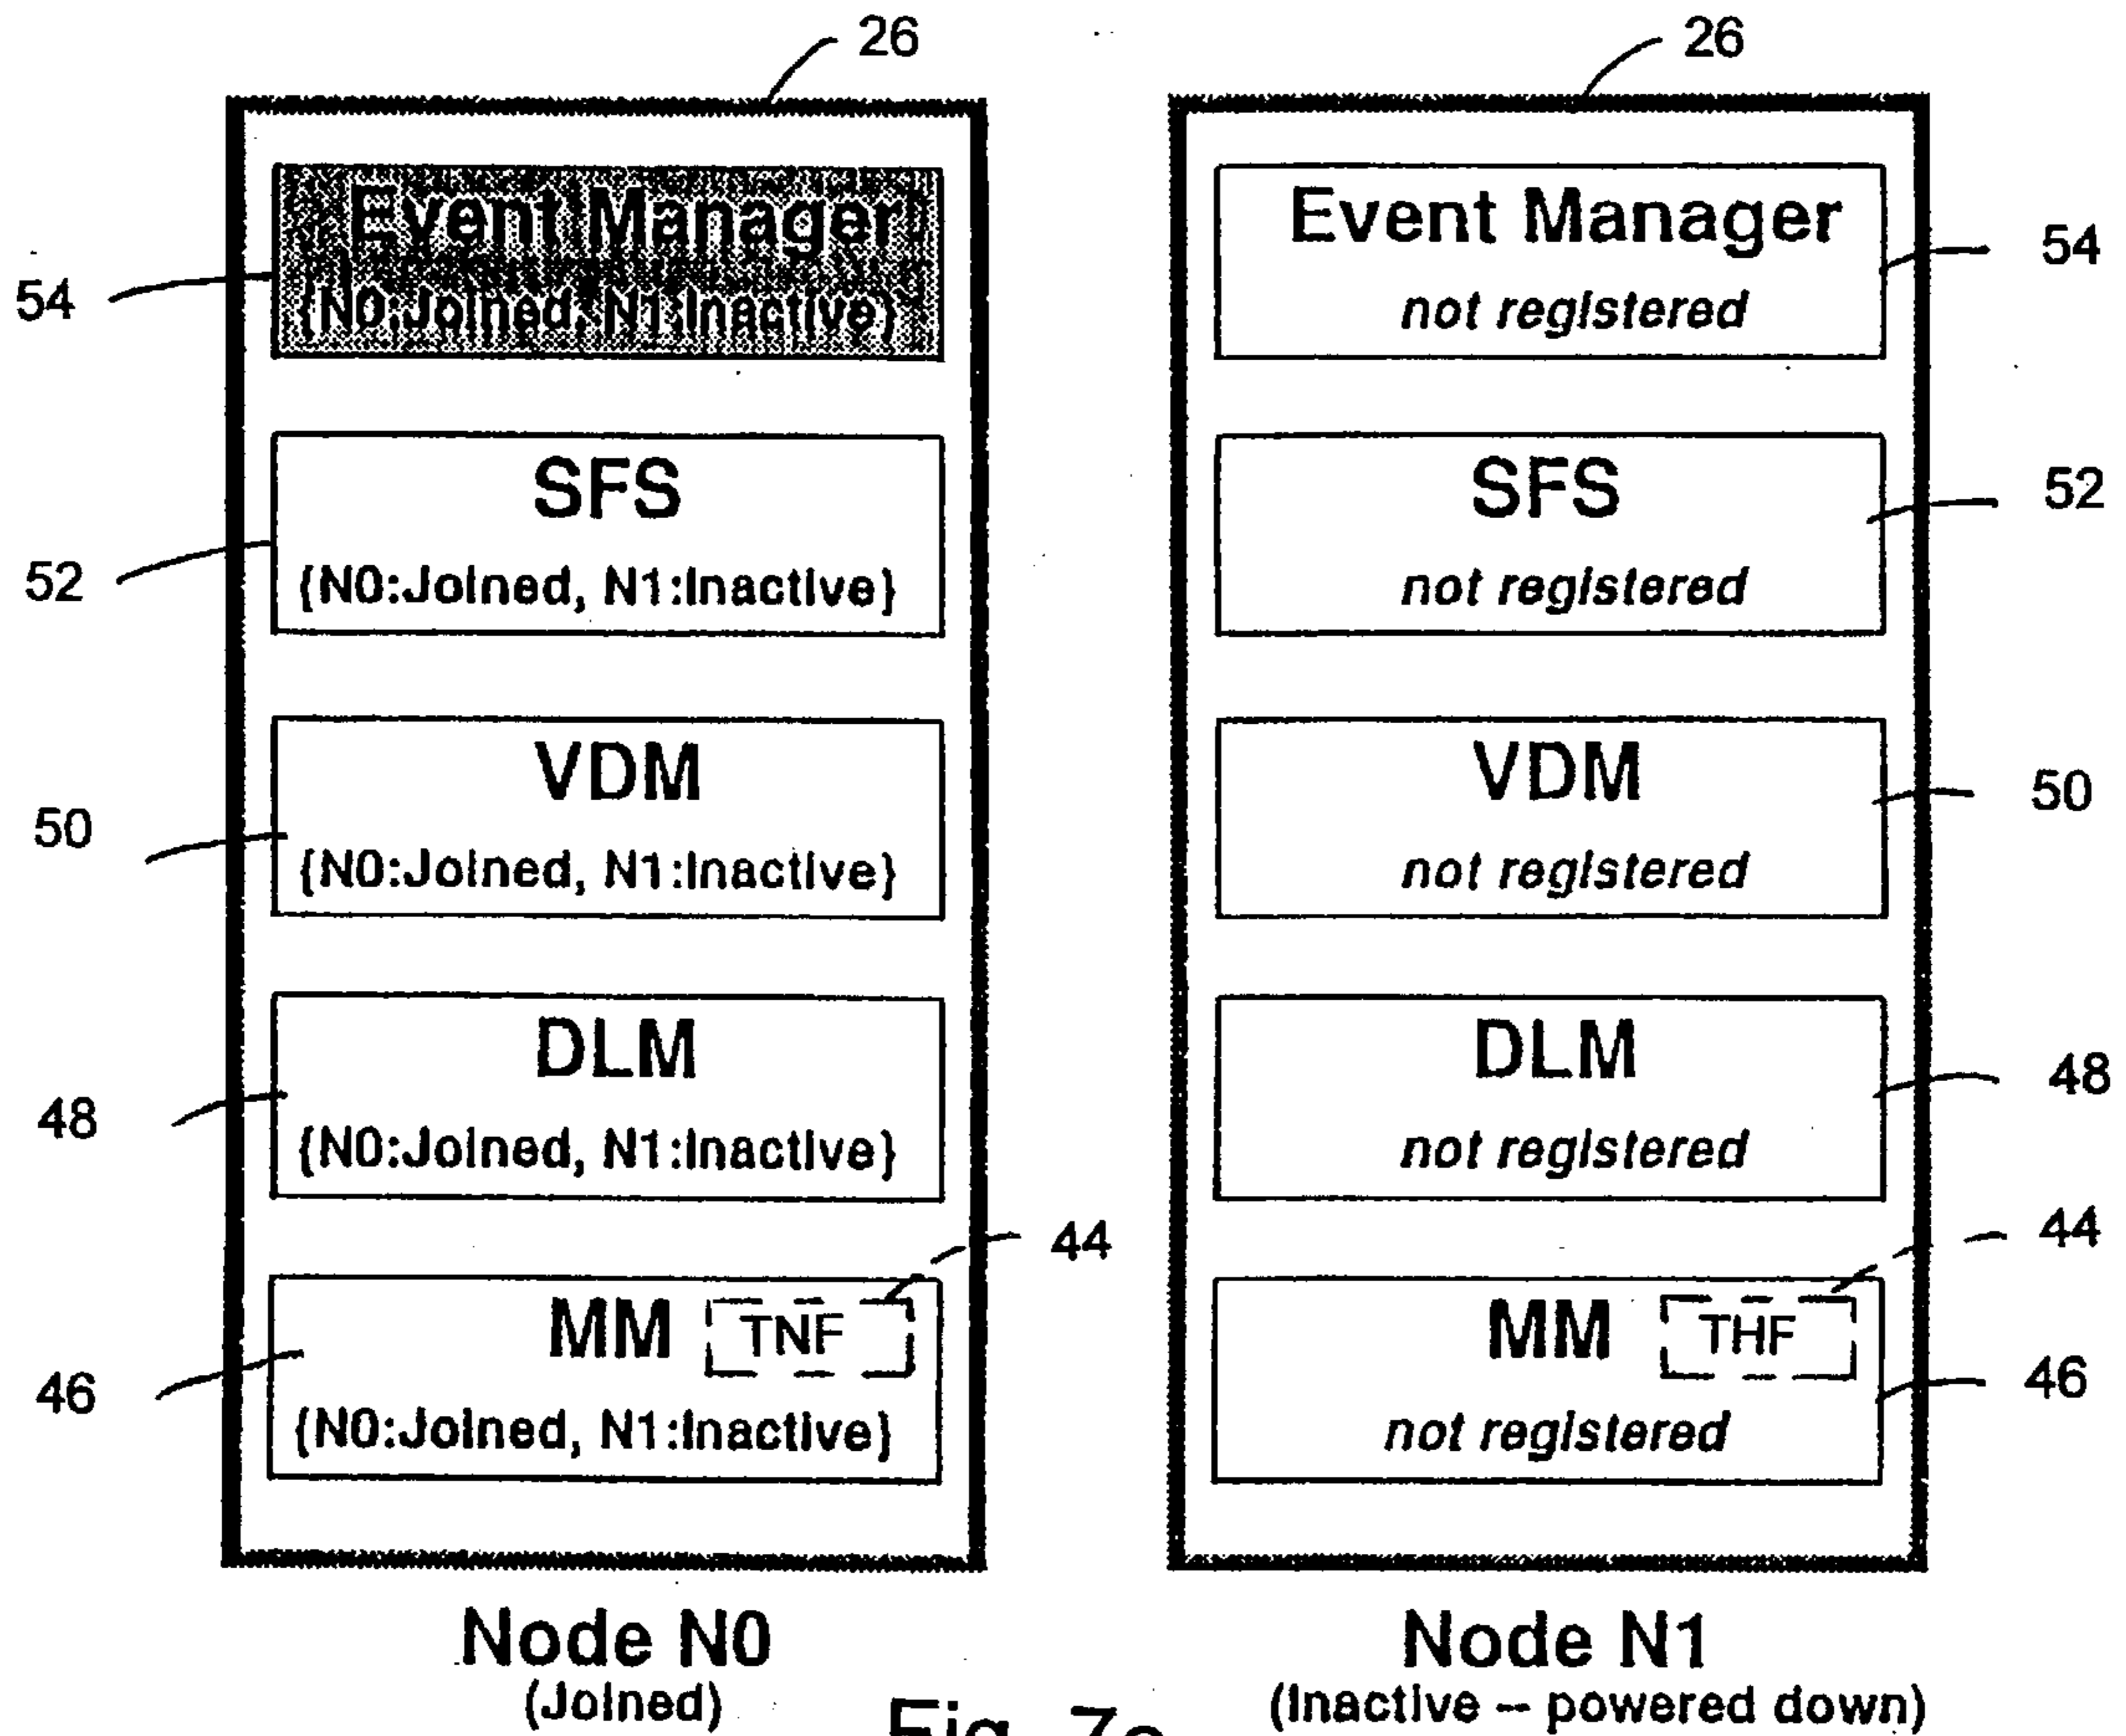 26
26
Event Manager
{N0:Joined, N1:Inactive}
54
Event Manager
not registered
54
SFS
{N0:Joined, N1:Inactive}
52
SFS
not registered
52
VDM
{N0:Joined, N1:Inactive}
50
VDM
not registered
50
DLM
{N0:Joined, N1:Inactive}
48
DLM
not registered
48
44
44
MM TNF
{N0:Joined, N1:Inactive}
46
MM THF
not registered
46
Node N0
(Joined)
Node N1
(Inactive -- powered down)
Fig.